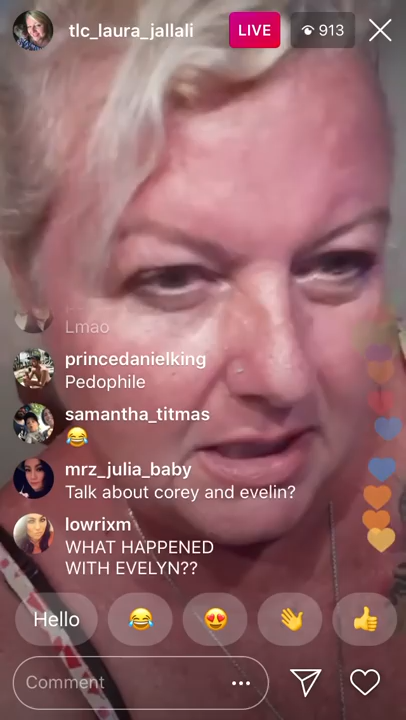 tlc_laura_jallali
LIVE
913
Lmao
princedanielking
Pedophile
samantha_titmas
😂
mrz_julia_baby
Talk about corey and evelin?
lowrixm
WHAT HAPPENED
WITH EVELYN??
Hello 😂 😍 👋 👍
Comment